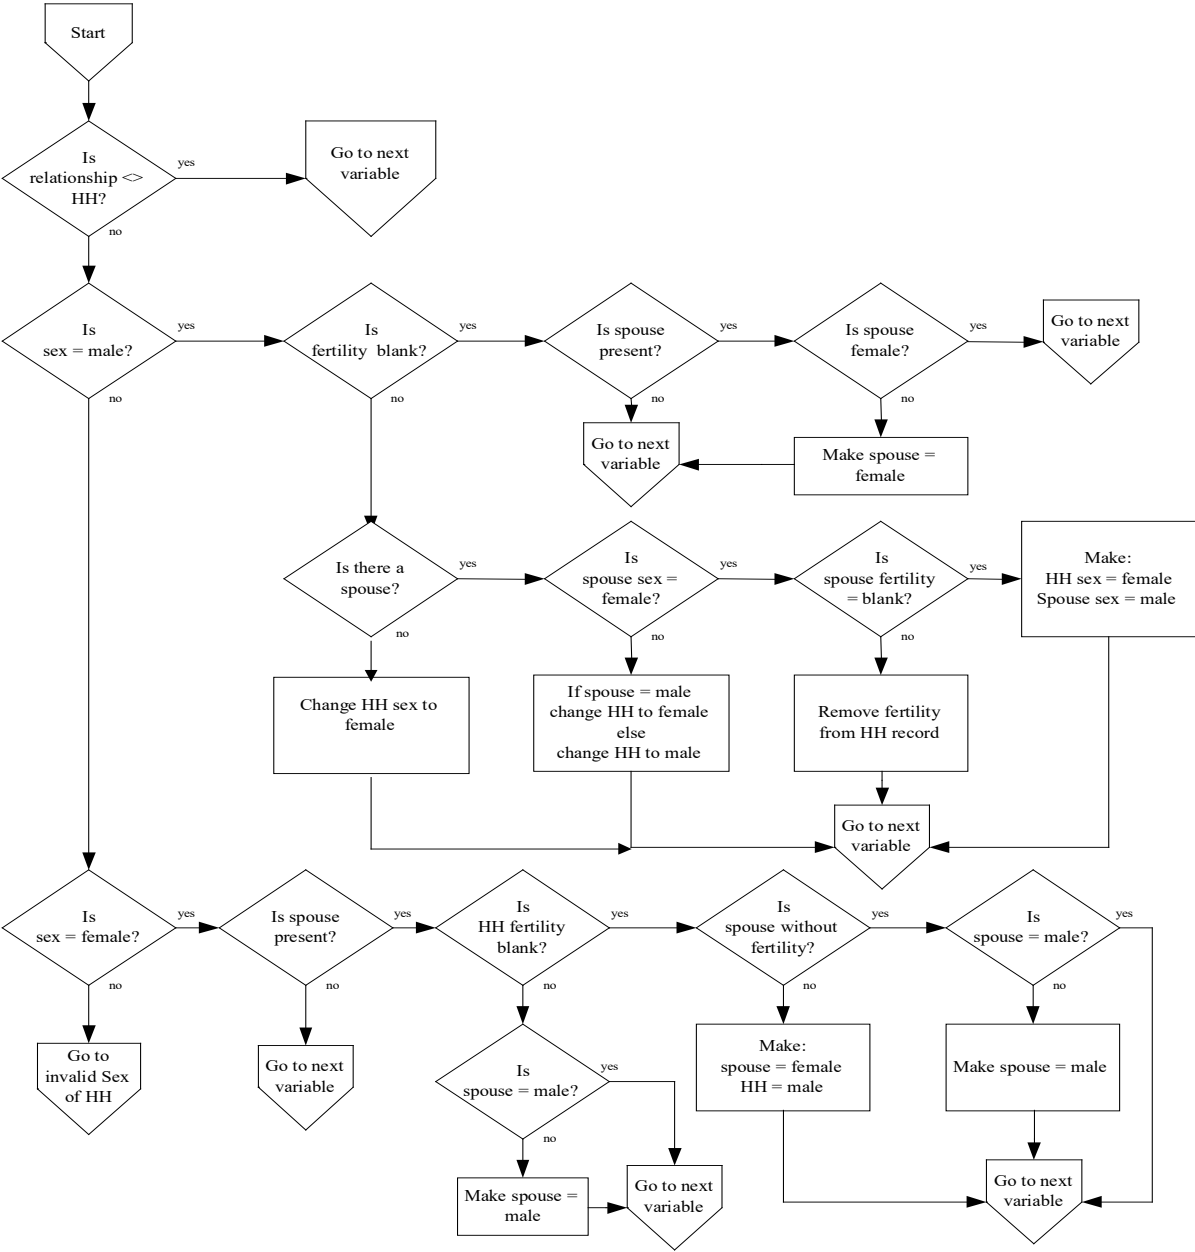 Start
Is
relationship <>
HH?
yes
Go to next
variable
no
Is
sex = male?
yes
Is
fertility blank?
yes
Is spouse
present?
yes
Is spouse
female?
yes
Go to next
variable
no
no
no
no
Go to next
variable
Make spouse =
female
Is there a
spouse?
yes
Is
spouse sex =
female?
yes
Is
spouse fertility
= blank?
yes
Make:
HH sex = female
Spouse sex = male
no
no
no
Change HH sex to
female
If spouse = male
change HH to female
else
change HH to male
Remove fertility
from HH record
Go to next
variable
Is
sex = female?
yes
Is spouse
present?
yes
Is
HH fertility
blank?
yes
Is
spouse without
fertility?
yes
Is
spouse = male?
yes
no
no
no
no
no
Go to
invalid Sex
of HH
Go to next
variable
Is
spouse = male?
yes
Make:
spouse = female
HH = male
Make spouse = male
no
Make spouse =
male
Go to next
variable
Go to next
variable